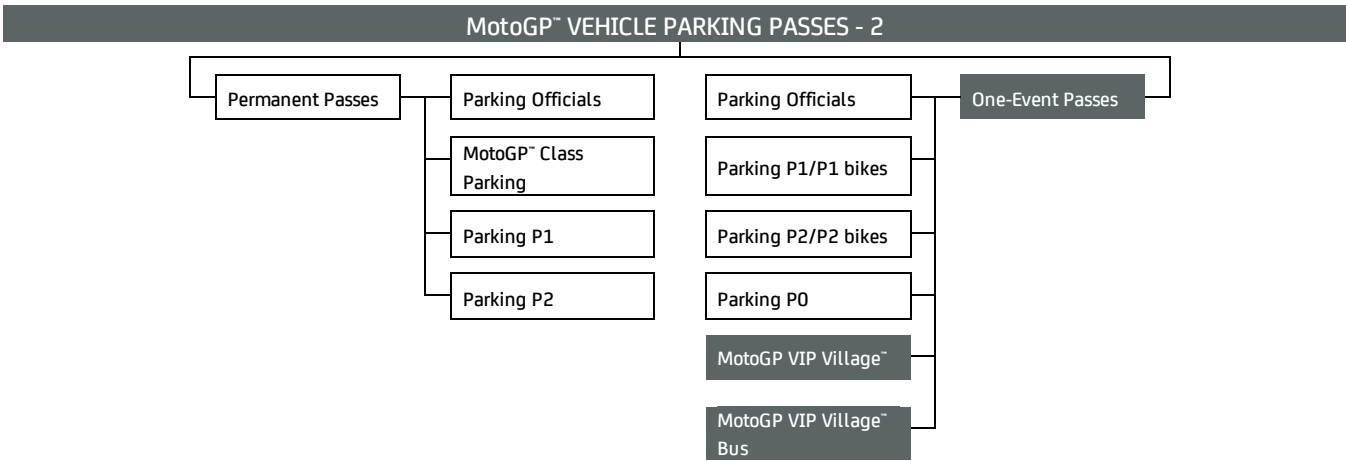 MotoGP™ VEHICLE PARKING PASSES - 2
Permanent Passes
Parking Officials
MotoGP™ Class
Parking
Parking P1
Parking P2
Parking Officials
Parking P1/P1 bikes
Parking P2/P2 bikes
Parking P0
MotoGP VIP Village™
MotoGP VIP Village™
Bus
One-Event Passes